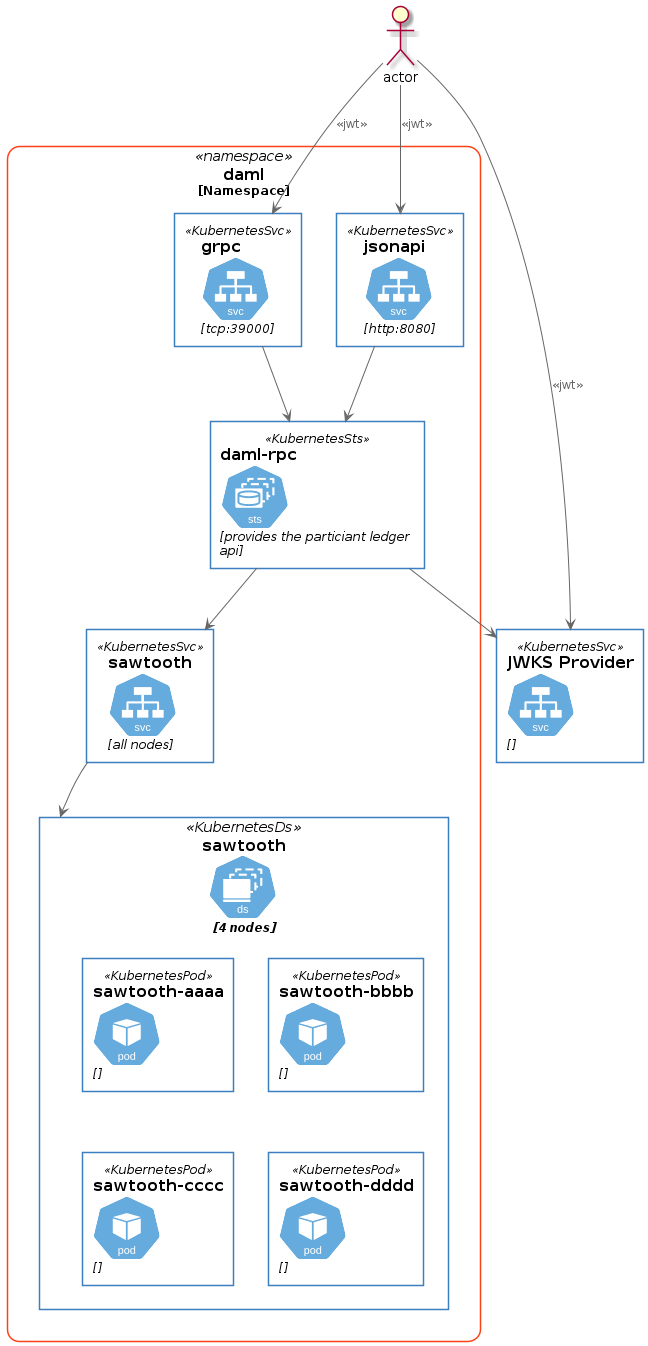 actor
«jwt»
«jwt»
«namespace»
daml
[Namespace]
«KubernetesSvc»
grpc
svc
[tcp:39000]
«KubernetesSvc»
jsonapi
svc
[http:8080]
«jwt»
«KubernetesSts»
daml-rpc
sts
[provides the particiant ledger
api]
«KubernetesSvc»
sawtooth
svc
[all nodes]
«KubernetesSvc»
JWKS Provider
svc
[]
«KubernetesDs»
sawtooth
ds
[4 nodes]
«KubernetesPod»
sawtooth-aaaa
pod
[]
«KubernetesPod»
sawtooth-bbbb
pod
[]
«KubernetesPod»
sawtooth-cccc
pod
[]
«KubernetesPod»
sawtooth-dddd
pod
[]